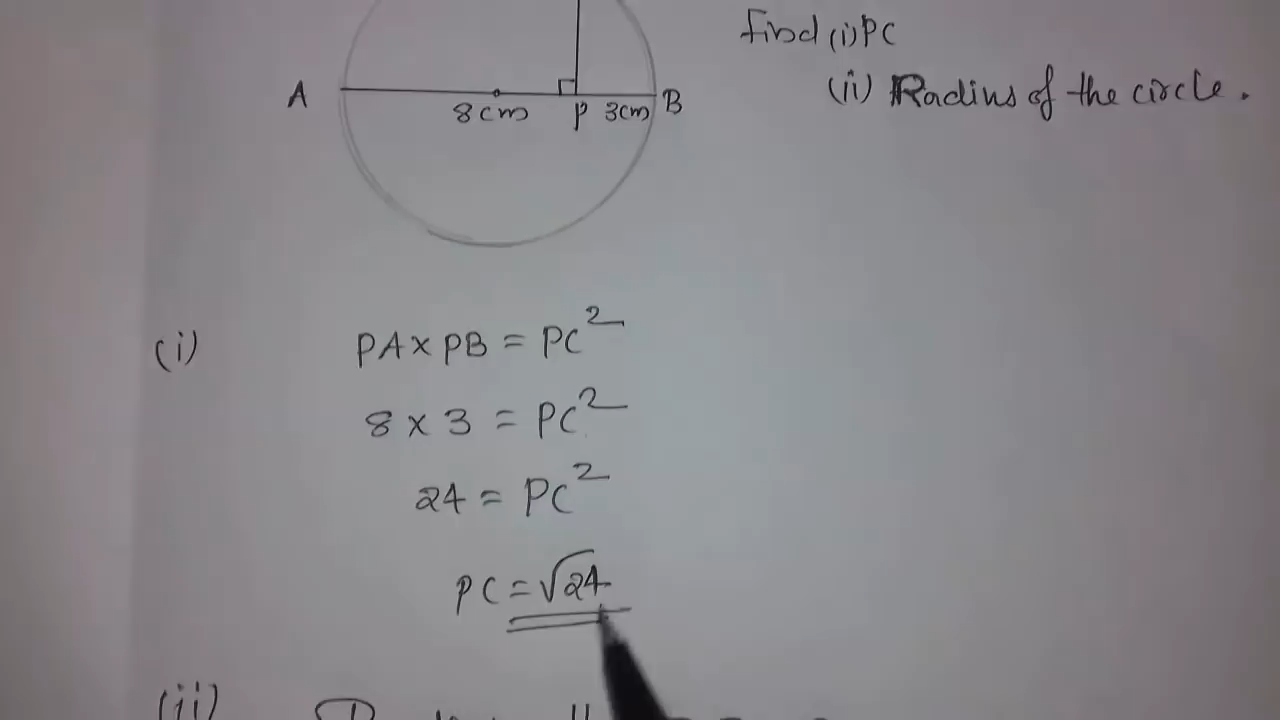 Find (i) PC
(ii) Radius of the circle.
A
8cm P 3cm B
(i) PA x PB = PC²
8 x 3 = PC²
24 = PC²
PC = √24
(ii)